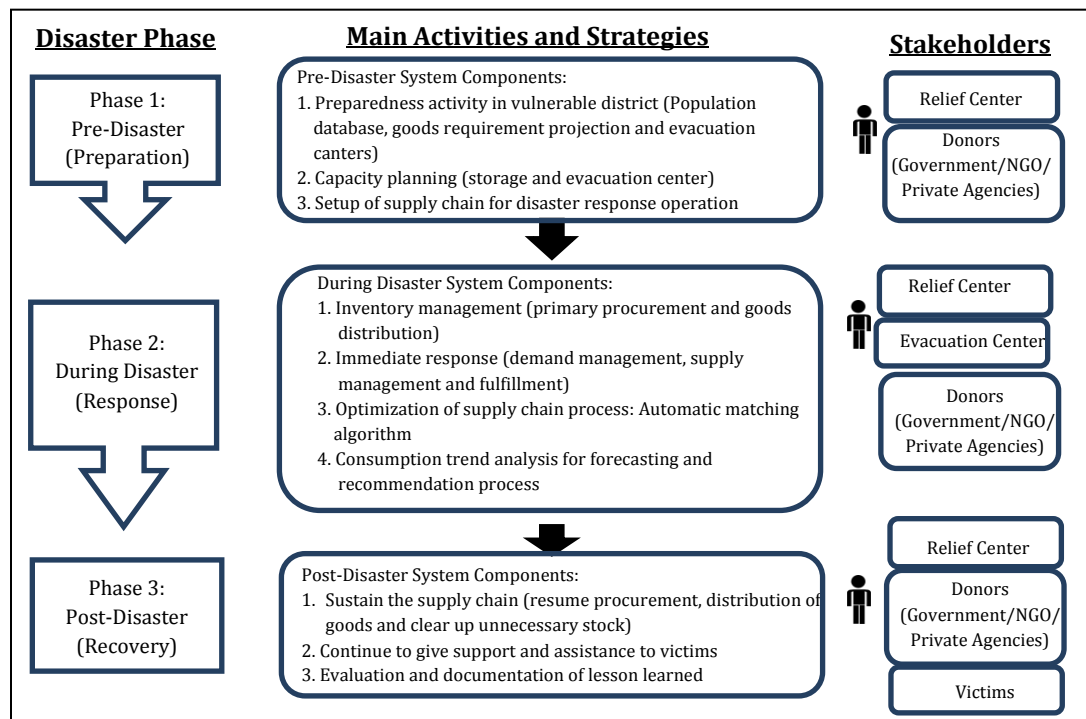 Disaster Phase
Main Activities and Strategies
Stakeholders
Phase 1:
Pre-Disaster
(Preparation)
Pre-Disaster System Components:
1. Preparedness activity in vulnerable district (Population
database, goods requirement projection and evacuation
canters)
2. Capacity planning (storage and evacuation center)
3. Setup of supply chain for disaster response operation
Relief Center
Donors
(Government/NGO/
Private Agencies)
Phase 2:
During Disaster
(Response)
During Disaster System Components:
1. Inventory management (primary procurement and goods
distribution)
2. Immediate response (demand management, supply
management and fulfillment)
3. Optimization of supply chain process: Automatic matching
algorithm
4. Consumption trend analysis for forecasting and
recommendation process
Relief Center
Evacuation Center
Donors
(Government/NGO/
Private Agencies)
Phase 3:
Post-Disaster
(Recovery)
Post-Disaster System Components:
1. Sustain the supply chain (resume procurement, distribution of
goods and clear up unnecessary stock)
2. Continue to give support and assistance to victims
3. Evaluation and documentation of lesson learned
Relief Center
Donors
(Government/NGO/
Private Agencies)
Victims